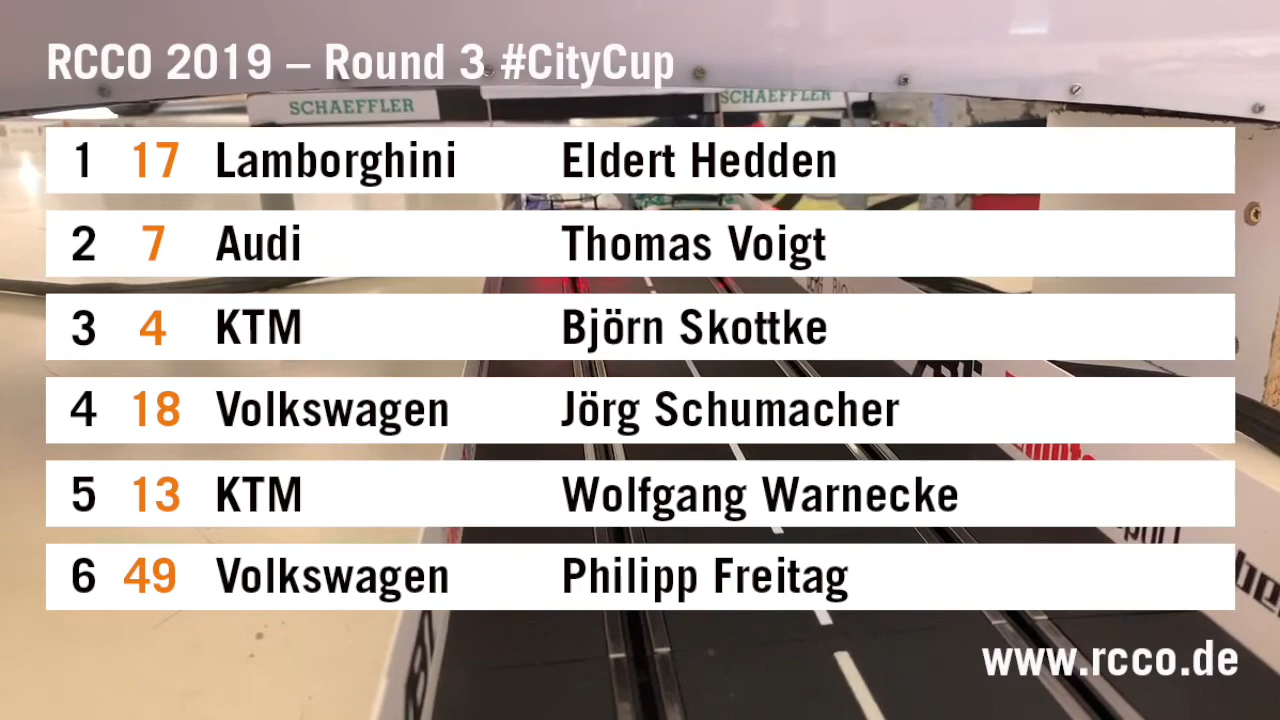 RCCO 2019 – Round 3 #CityCup
SCHAEFFLER
SCHAEFFLER
1 17 Lamborghini Eldert Hedden
2 7 Audi Thomas Voigt
3 4 KTM Björn Skottke
4 18 Volkswagen Jörg Schumacher
5 13 KTM Wolfgang Warnecke
6 49 Volkswagen Philipp Freitag
www.rcco.de